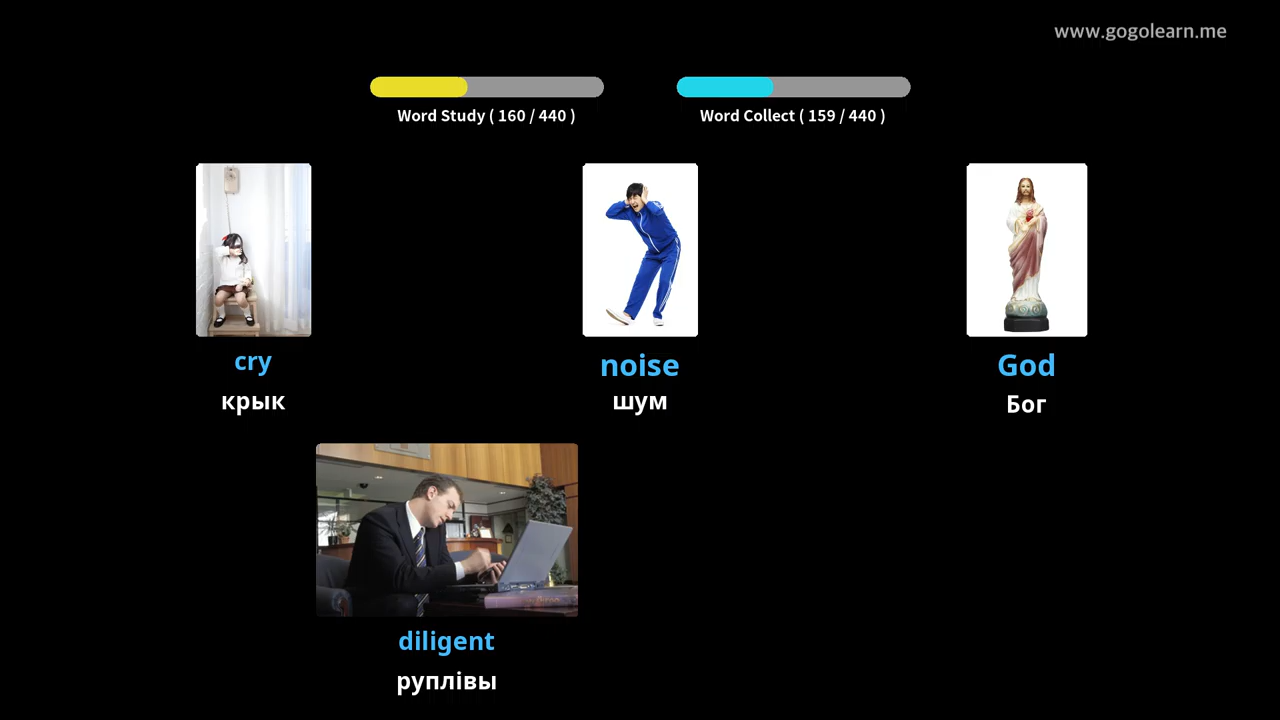 www.gogolearn.me
Word Study ( 160 / 440 )
Word Collect ( 159 / 440 )
cry
крык
noise
шум
God
Бог
diligent
руплівы